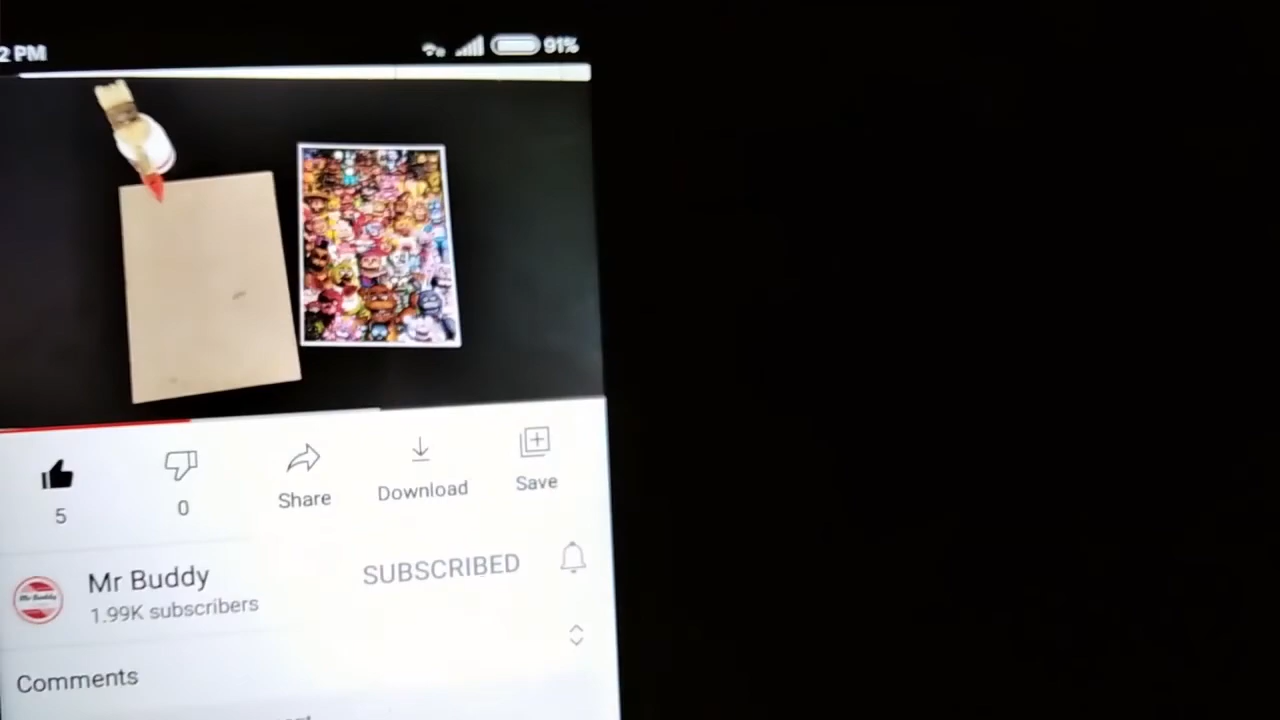 2 PM
91%
5
0
Share
Download
Save
Mr Buddy
SUBSCRIBED
1.99K subscribers
Comments